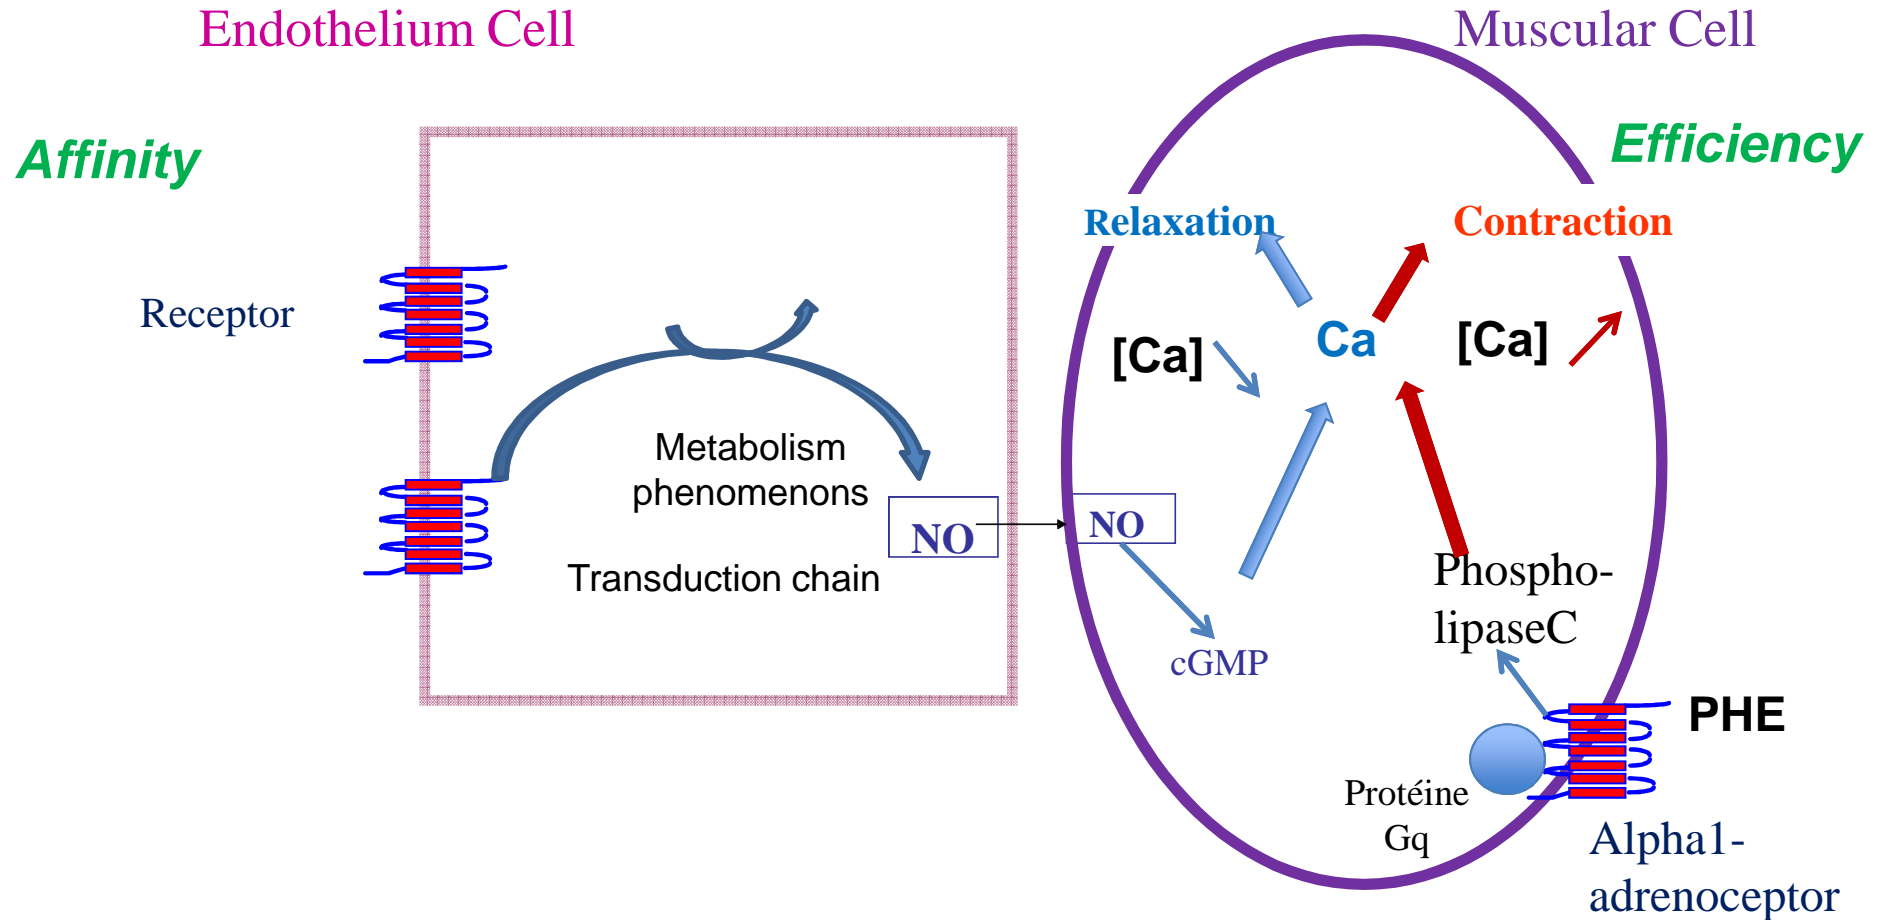 Endothelium Cell
Muscular Cell
Affinity
Efficiency
Relaxation
Contraction
Receptor
[Ca]
Ca
[Ca]
Metabolism
phenomenons
NO
NO
Transduction chain
Phospho-
lipaseC
cGMP
PHE
Protéine
Gq
Alpha1-
adrenoceptor